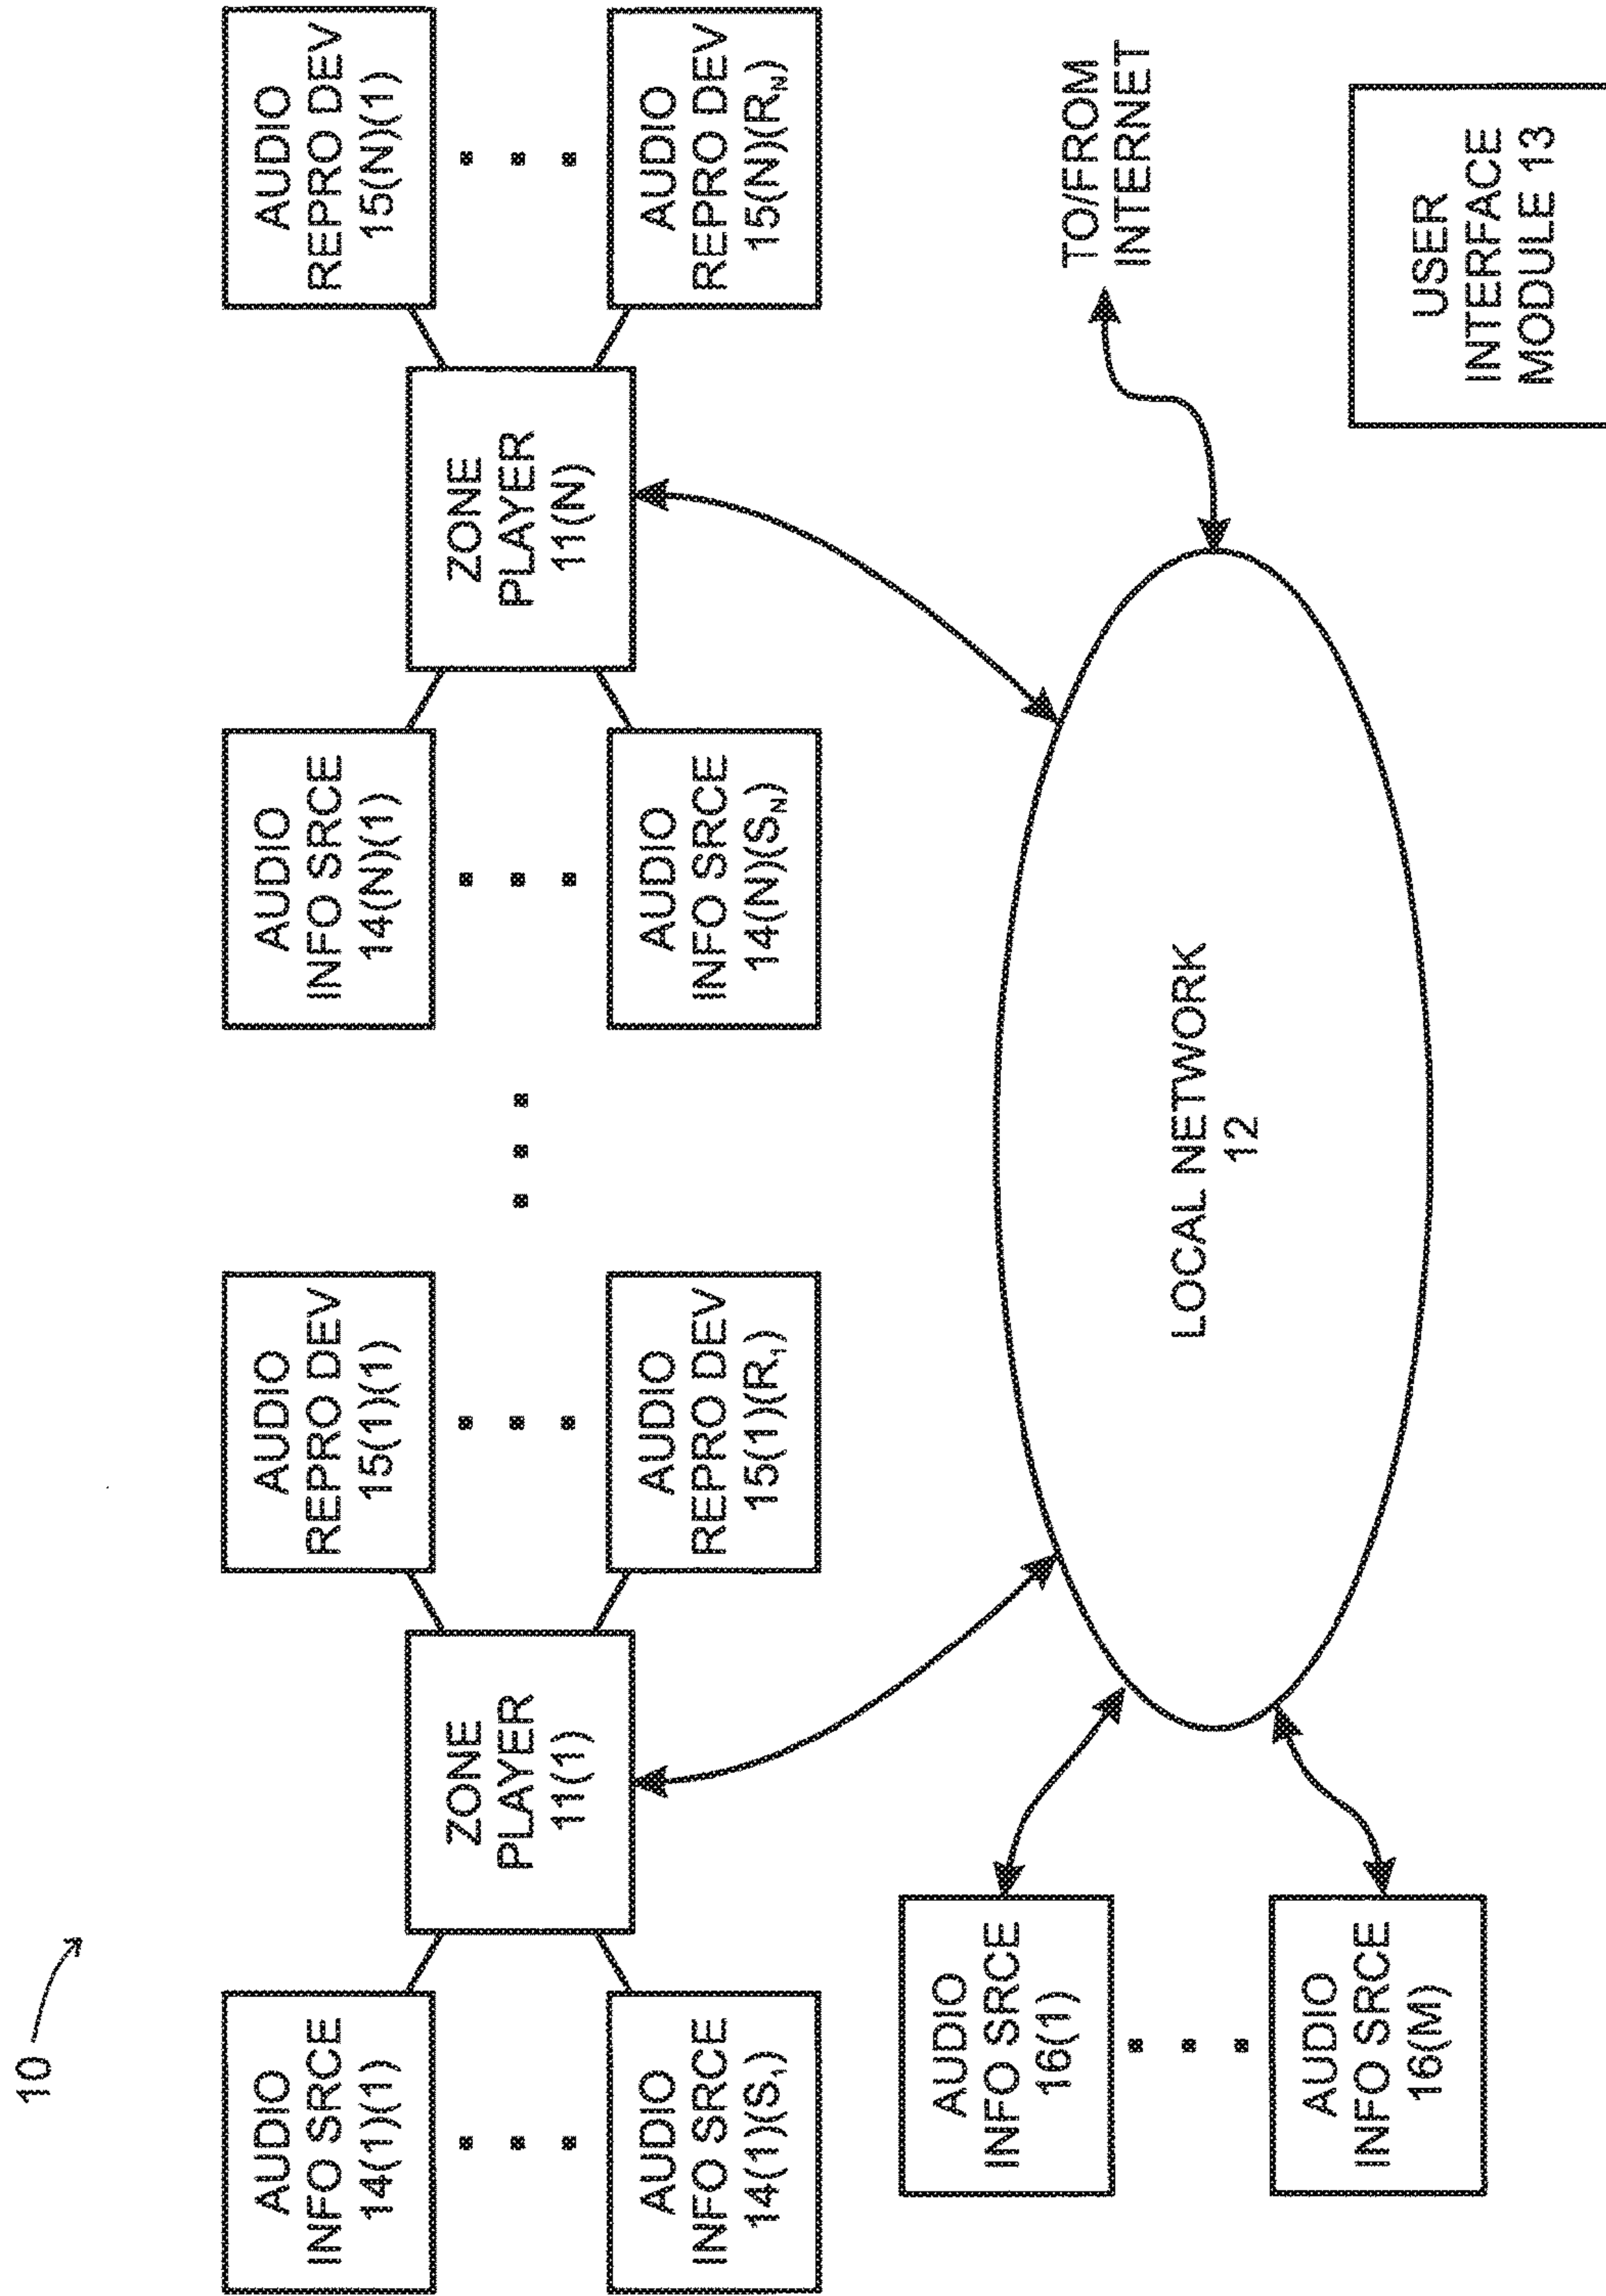 10
AUDIO
INFO SRCE
14(1)(1)
AUDIO
INFO SRCE
14(1)(S₁)
ZONE
PLAYER
11(1)
AUDIO
REPRO DEV
15(1)(1)
AUDIO
REPRO DEV
15(1)(R₁)
AUDIO
INFO SRCE
14(N)(1)
AUDIO
INFO SRCE
14(N)(S_N)
ZONE
PLAYER
11(N)
AUDIO
REPRO DEV
15(N)(1)
AUDIO
REPRO DEV
15(N)(R_N)
AUDIO
INFO SRCE
16(1)
AUDIO
INFO SRCE
16(M)
LOCAL NETWORK
12
TO/FROM
INTERNET
USER
INTERFACE
MODULE 13